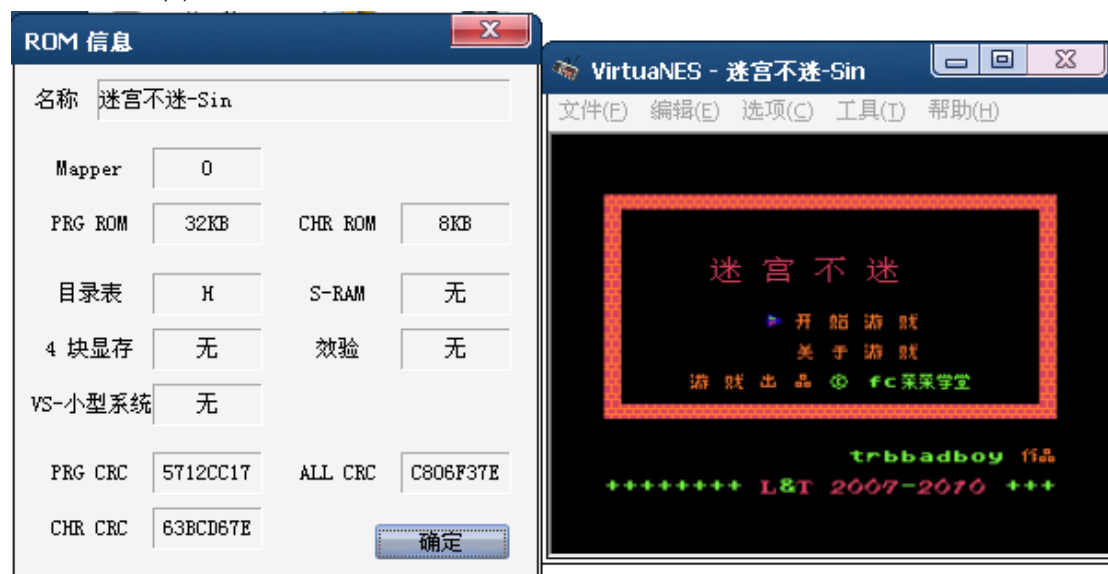 ROM 信息
名称 迷宫不迷-Sin
Mapper 0
PRG ROM 32KB CHR ROM 8KB
目录表 H S-RAM 无
4 块显存 无 效验 无
VS-小型系统 无
PRG CRC 5712CC17 ALL CRC C806F37E
CHR CRC 63BCD67E
确定
VirtuaNES - 迷宫不迷-Sin
文件(F) 编辑(E) 选项(C) 工具(T) 帮助(H)
迷宫不迷
开始游戏
关于游戏
游戏出品 © fc菜菜学堂
trbbadboy 作品
++++++++ L&T 2007-2010 +++